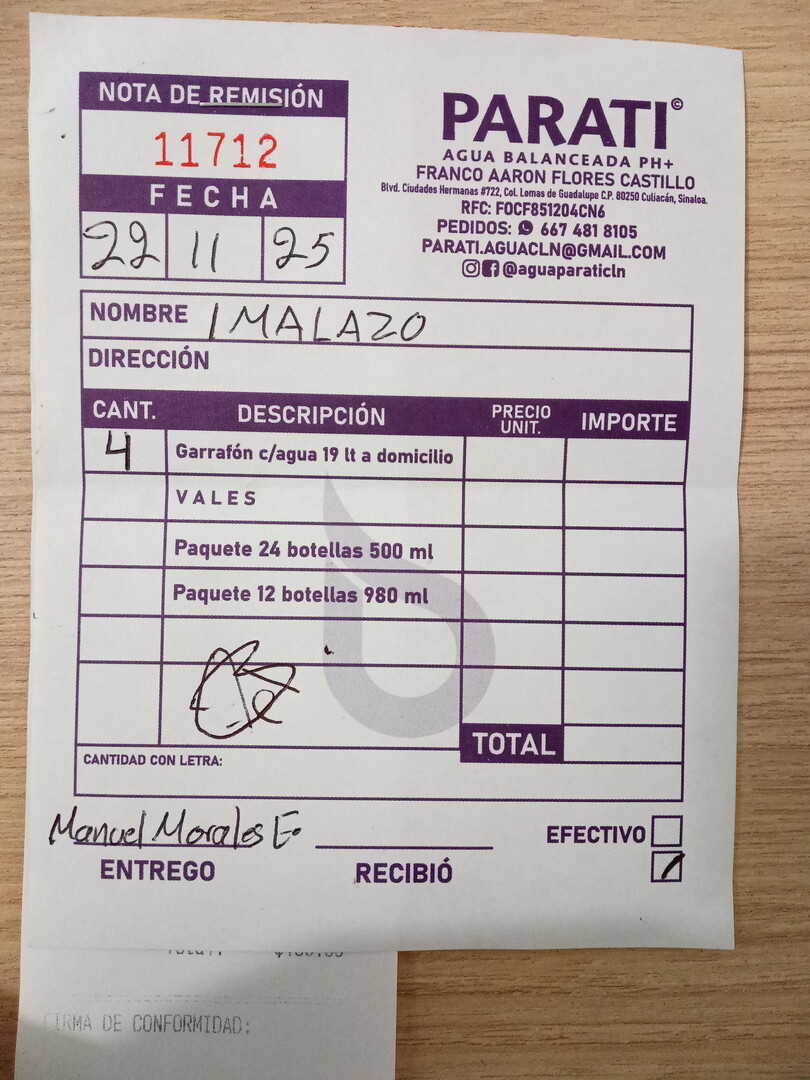 NOTA DE REMISIÓN
11712
FECHA
22 11 25
PARATI©
AGUA BALANCEADA PH+
FRANCO AARON FLORES CASTILLO
Blvd. Ciudades Hermanas #722, Col. Lomas de Guadalupe C.P. 80250 Culiacán, Sinaloa.
RFC: FOCF851204CN6
PEDIDOS: 667 481 8105
PARATI.AGUACLN@GMAIL.COM
@aguaparaticln
NOMBRE IMALAZO
DIRECCIÓN
CANT. DESCRIPCIÓN PRECIO UNIT. IMPORTE
4 Garrafón c/agua 19 lt a domicilio
VALES
Paquete 24 botellas 500 ml
Paquete 12 botellas 980 ml
TOTAL
CANTIDAD CON LETRA:
Manuel Morales E.
ENTREGO RECIBIÓ EFECTIVO
FIRMA DE CONFORMIDAD: